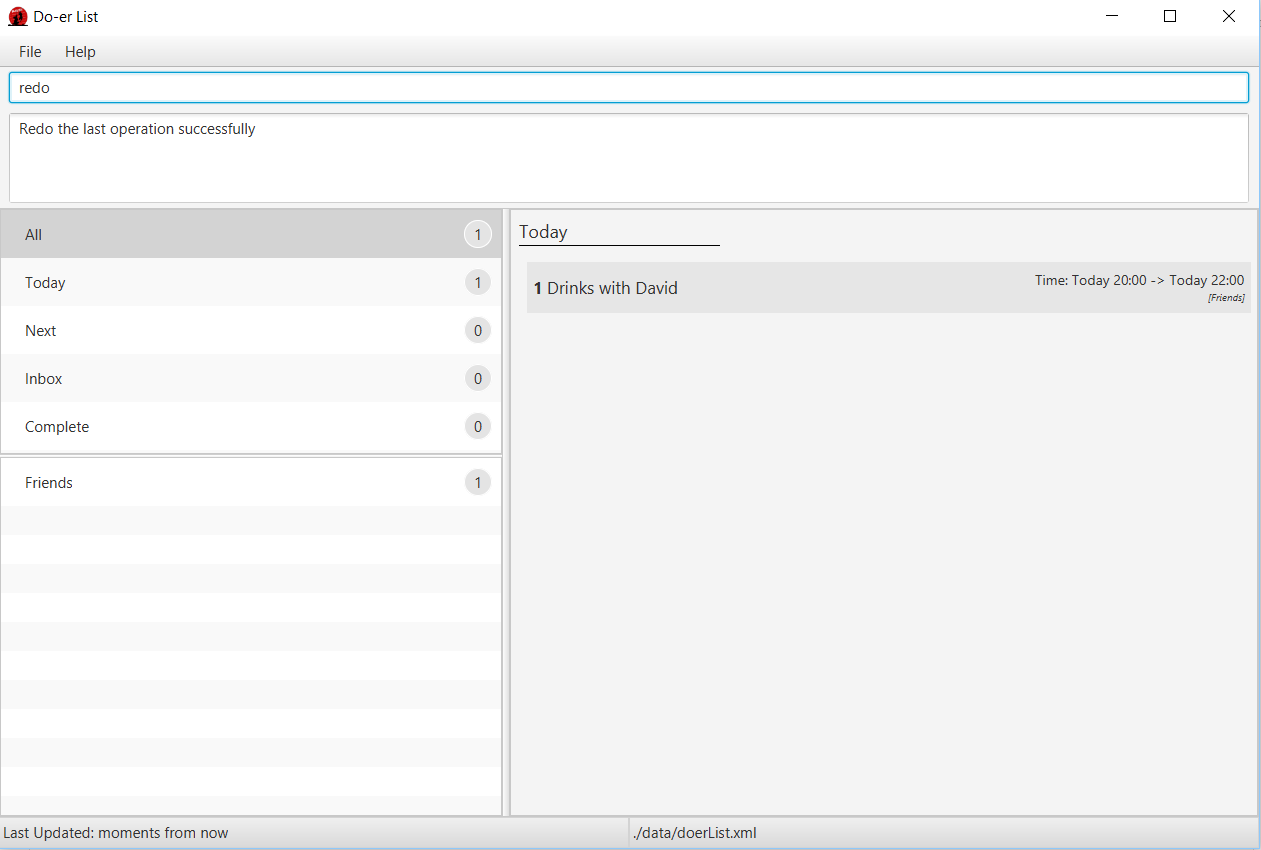 Do-er List
File Help
redo
Redo the last operation successfully
All 1
Today 1
Next 0
Inbox 0
Complete 0
Friends 1
Today
1 Drinks with David
Time: Today 20:00 -> Today 22:00
[Friends]
Last Updated: moments from now
./data/doerList.xml